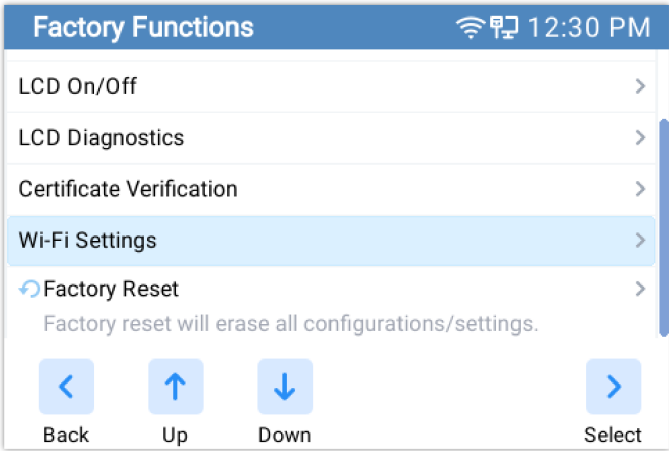 Factory Functions 12:30 PM
LCD On/Off
LCD Diagnostics
Certificate Verification
Wi-Fi Settings
Factory Reset
Factory reset will erase all configurations/settings.
Back Up Down Select